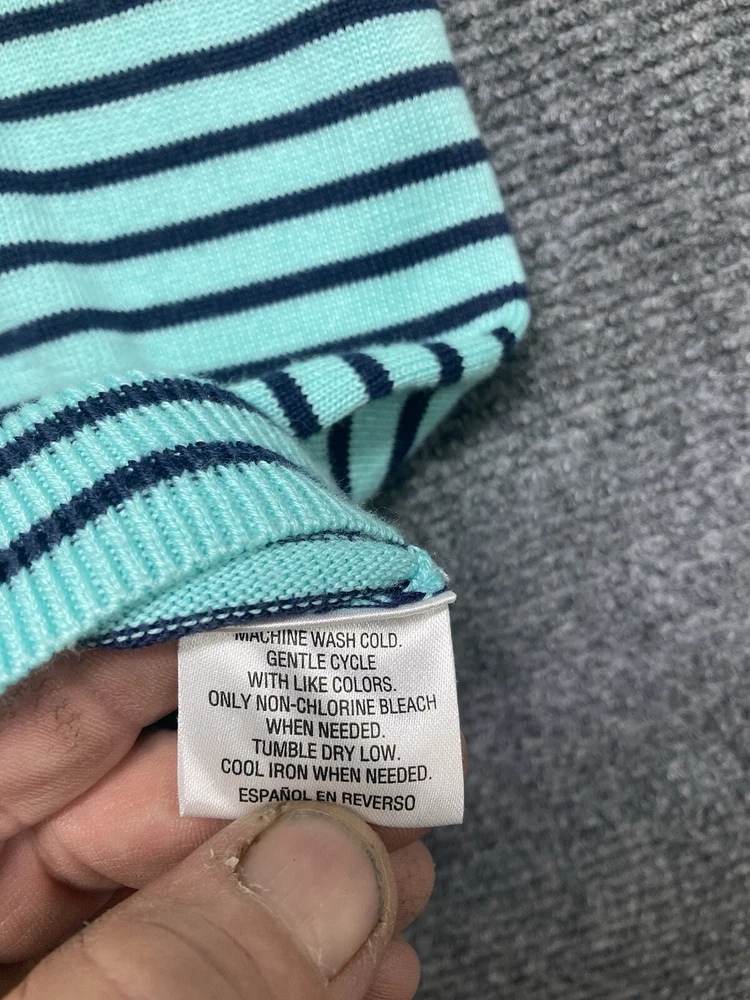 MACHINE WASH COLD.
GENTLE CYCLE
WITH LIKE COLORS.
ONLY NON-CHLORINE BLEACH
WHEN NEEDED.
TUMBLE DRY LOW.
COOL IRON WHEN NEEDED.
ESPAÑOL EN REVERSO